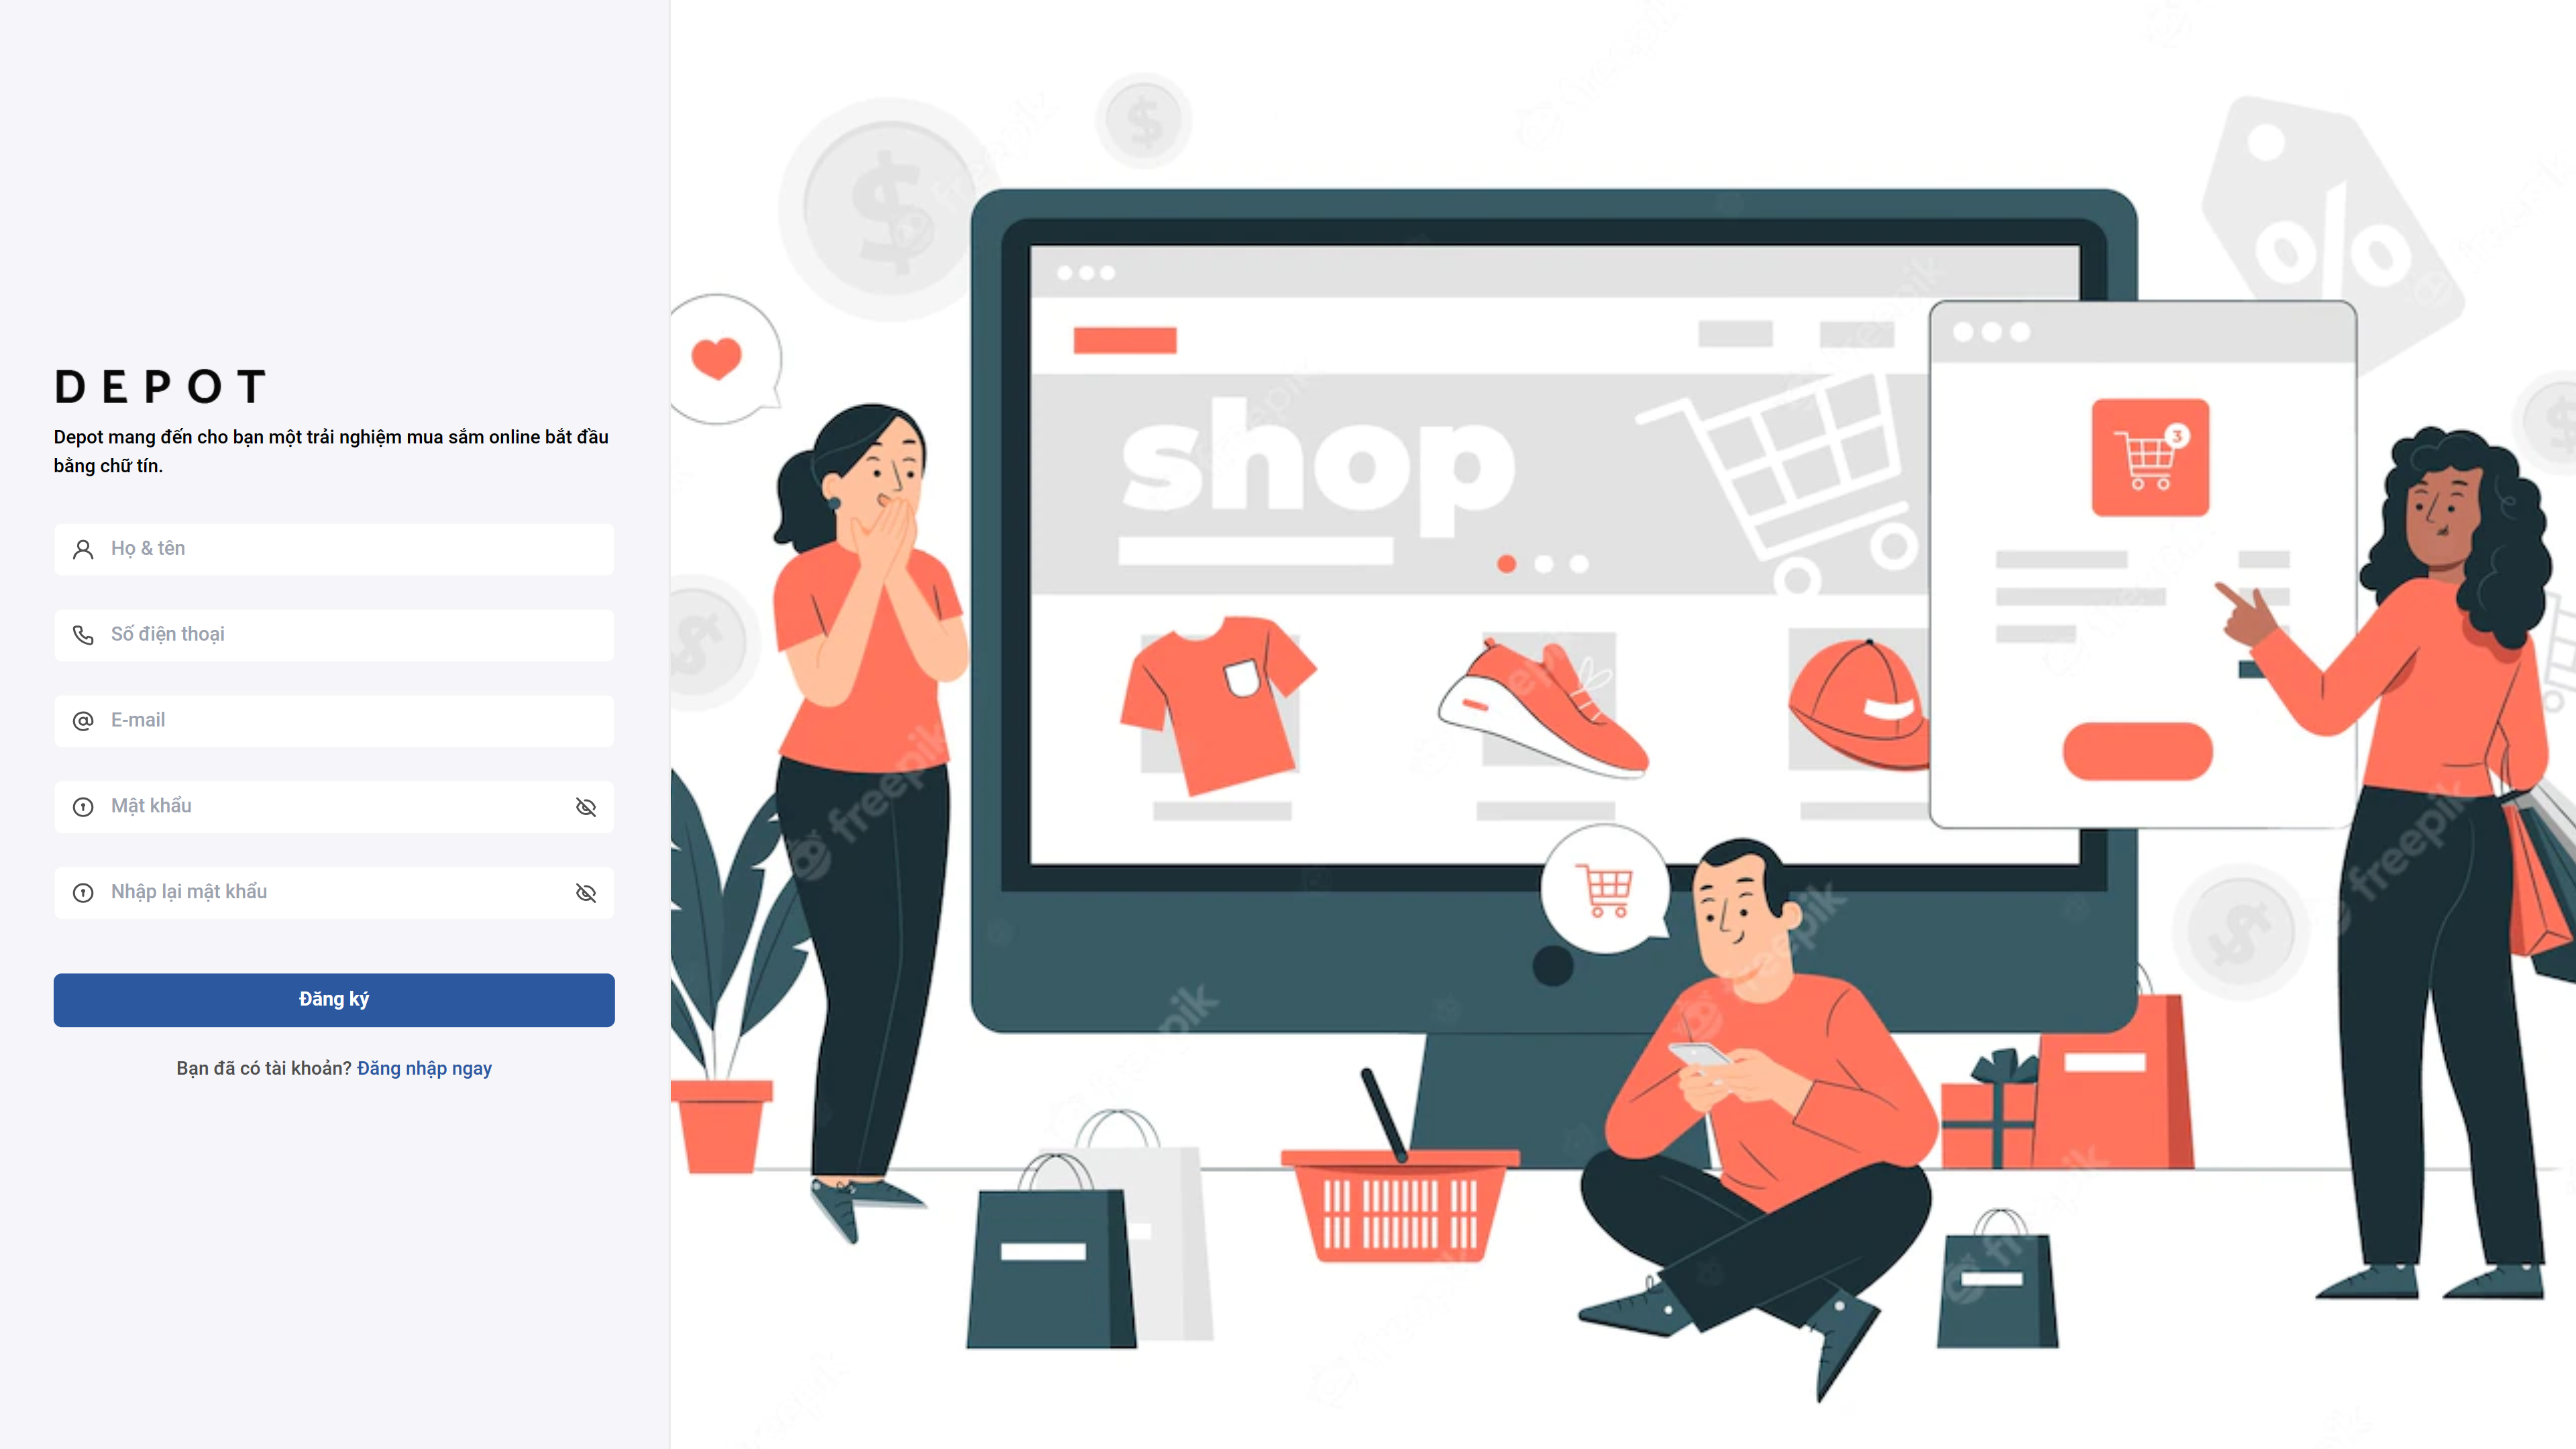 DEPOT
Depot mang đến cho bạn một trải nghiệm mua sắm online bắt đầu
bằng chữ tín.
Họ & tên
Số điện thoại
E-mail
Mật khẩu
Nhập lại mật khẩu
Đăng ký
Bạn đã có tài khoản? Đăng nhập ngay
$
$
%
shop
3
$
$
$
freepik
freepik
freepik